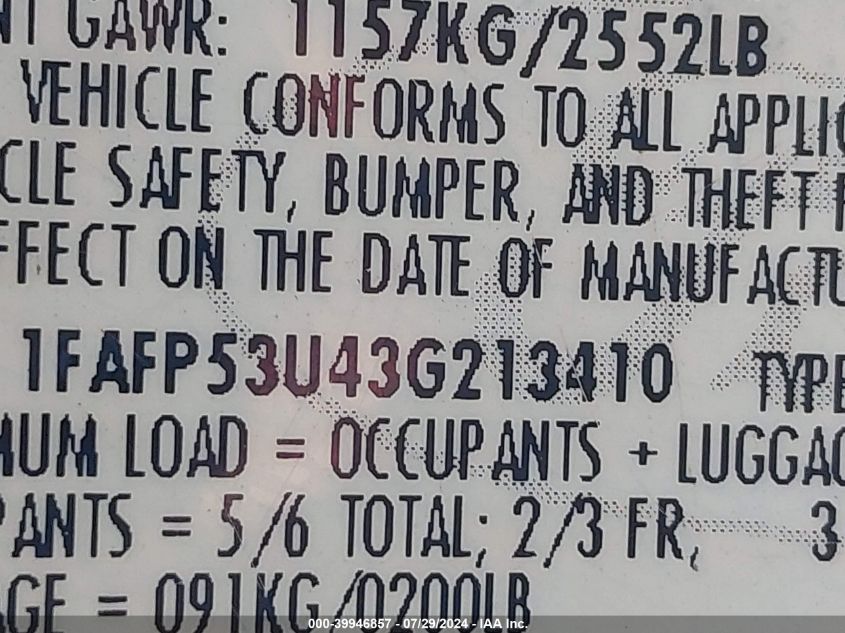 NT GAWR: 1157KG/2552LB
VEHICLE CONFORMS TO ALL APPLIC
CLE SAFETY, BUMPER, AND THEFT P
FFECT ON THE DATE OF MANUFACTU
1FAFP53U43G213410 TYPE
MUM LOAD = OCCUPANTS + LUGGAG
PANTS = 5/6 TOTAL; 2/3 FR, 3
AGE = 091KG/0200LB
000-39946857 - 07/29/2024 - IAA Inc.